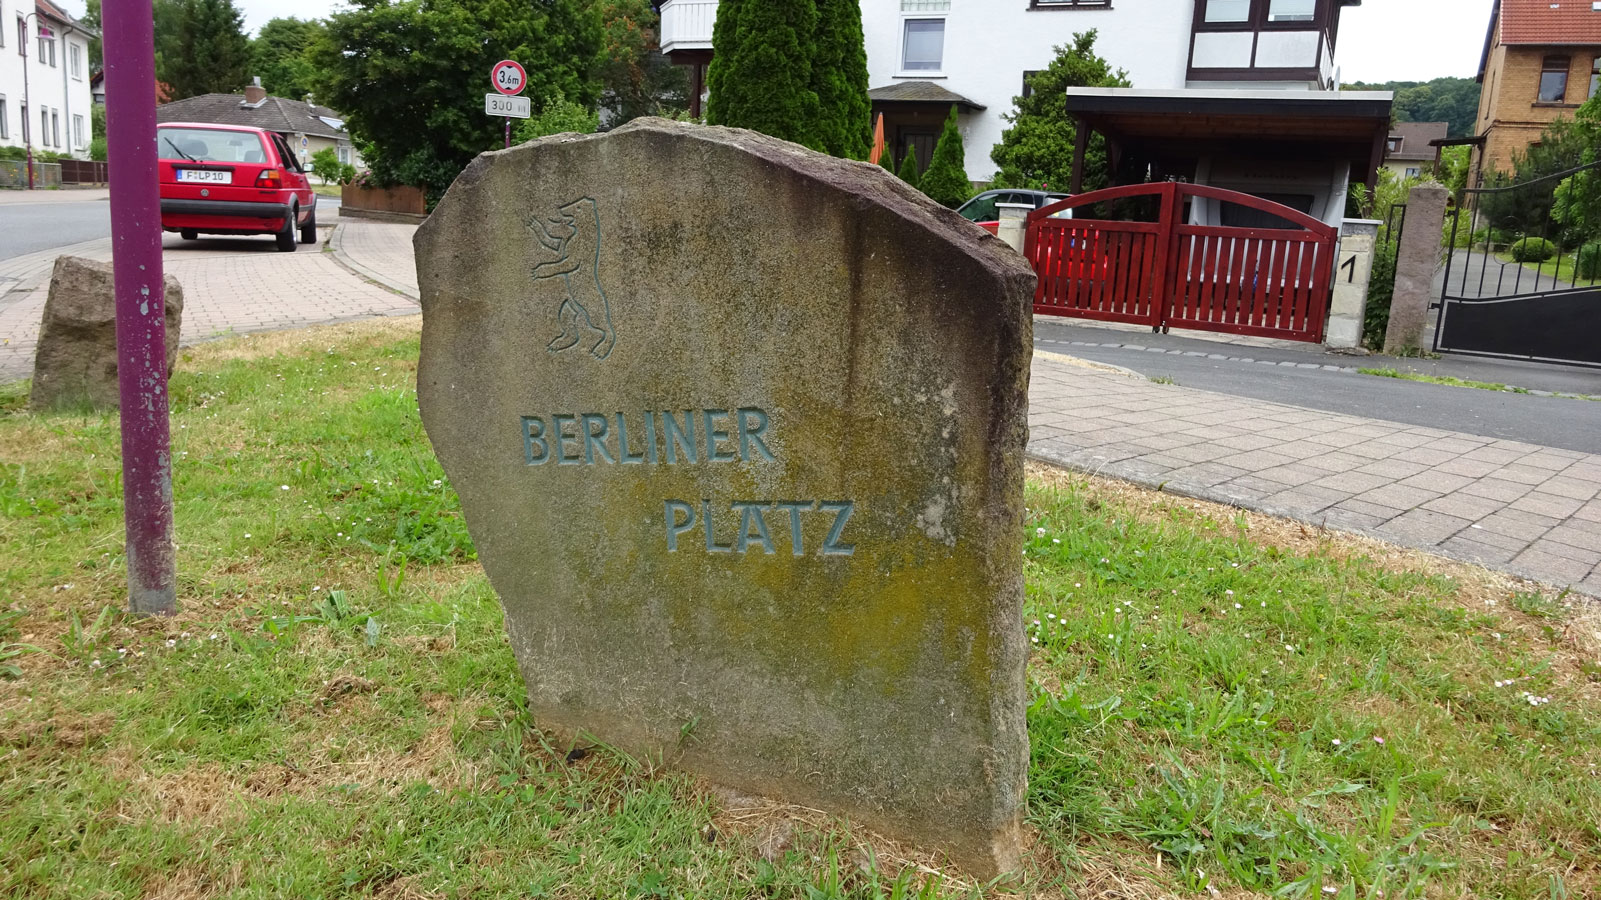 3,6m
300 m
F LP 10
BERLINER
PLATZ
1